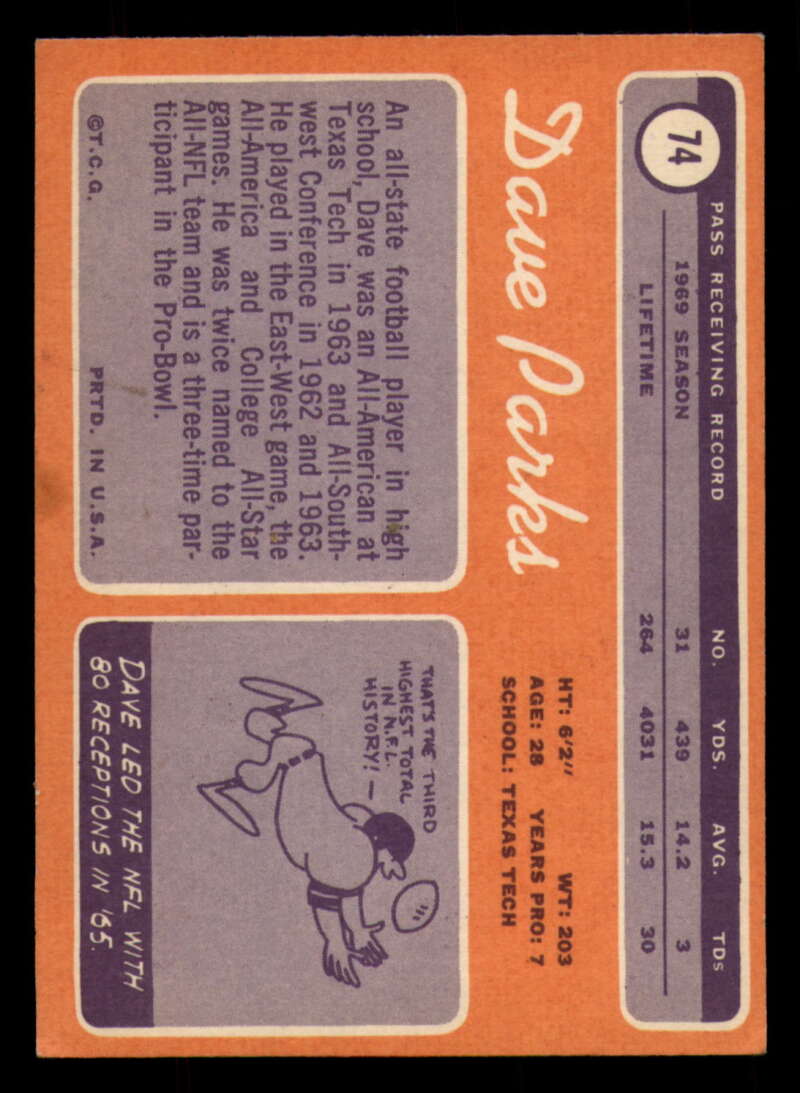 74
PASS RECEIVING RECORD NO. YDS. AVG. TDs
1969 SEASON 31 439 14.2 3
LIFETIME 264 4031 15.3 30
Dave Parks
HT: 6'2" WT: 203
AGE: 28 YEARS PRO: 7
SCHOOL: TEXAS TECH
An all-state football player in high
school, Dave was an All-American at
Texas Tech in 1963 and All-South-
west Conference in 1962 and 1963.
He played in the East-West game, the
All-America and College All-Star
games. He was twice named to the
All-NFL team and is a three-time par-
ticipant in the Pro-Bowl.
©T.C.G. PRTD. IN U.S.A.
THAT'S THE THIRD
HIGHEST TOTAL
IN N.F.L.
HISTORY!
DAVE LED THE NFL WITH
80 RECEPTIONS IN '65.